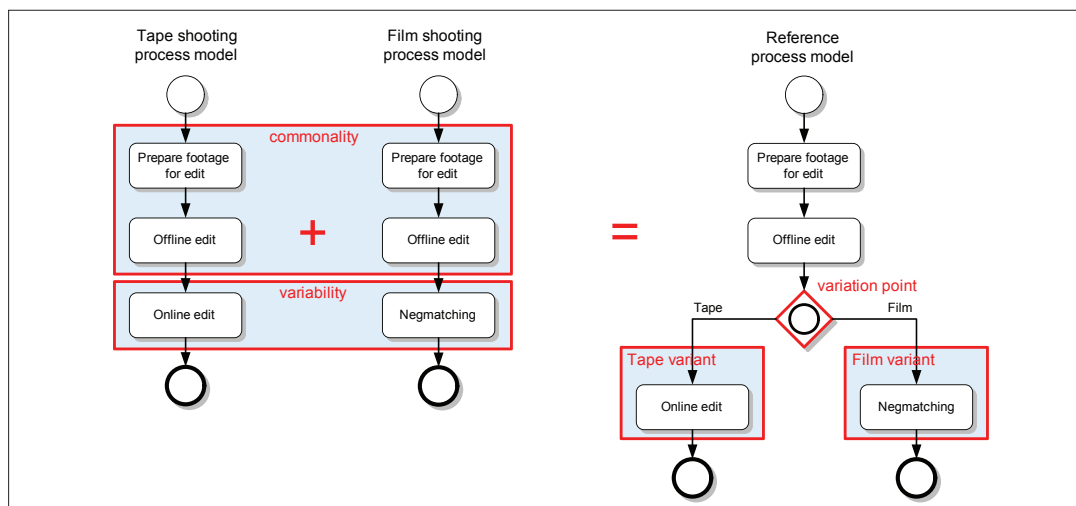 Tape shooting
process model
Film shooting
process model
Reference
process model
commonality
Prepare footage
for edit
Prepare footage
for edit
Prepare footage
for edit
Offline edit
+
Offline edit
=
Offline edit
variability
variation point
Online edit
Negmatching
Tape
Film
Tape variant
Film variant
Online edit
Negmatching